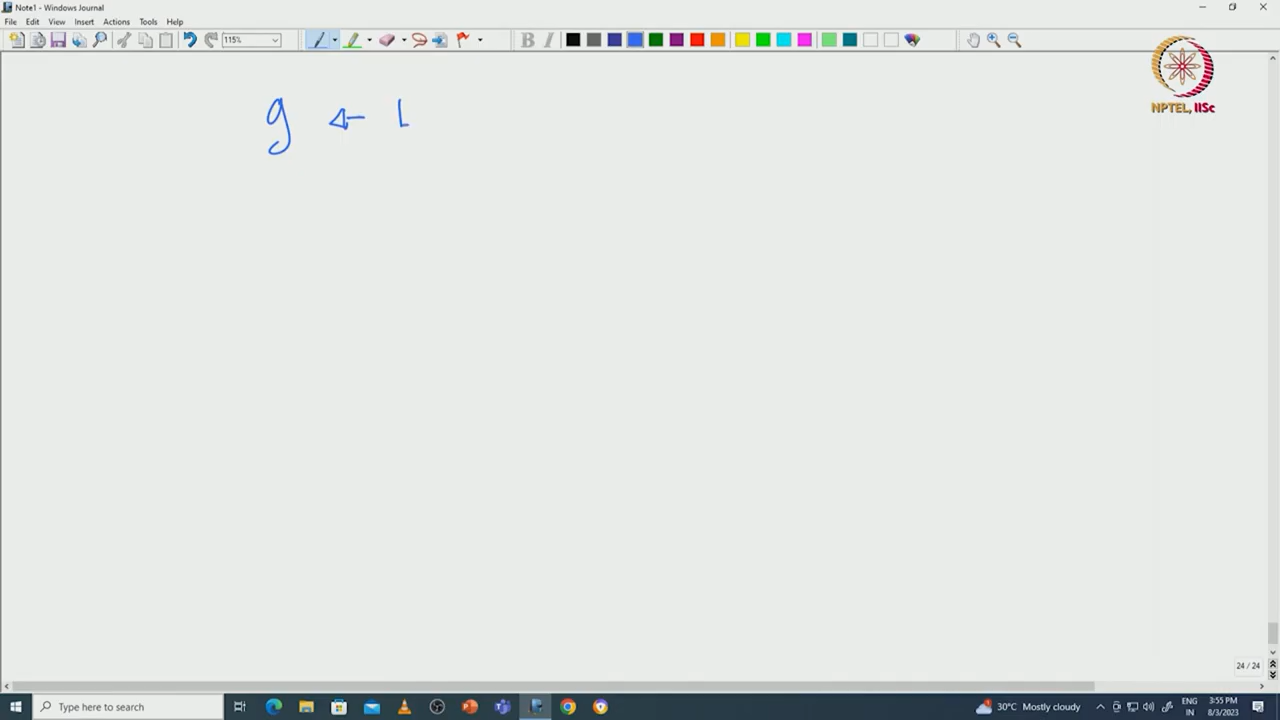 Note1 - Windows Journal
File Edit View Insert Actions Tools Help
115%
B I
NPTEL, IISc
g ←
24 / 24
Type here to search
30°C Mostly cloudy
ENG
IN
3:55 PM
8/3/2023